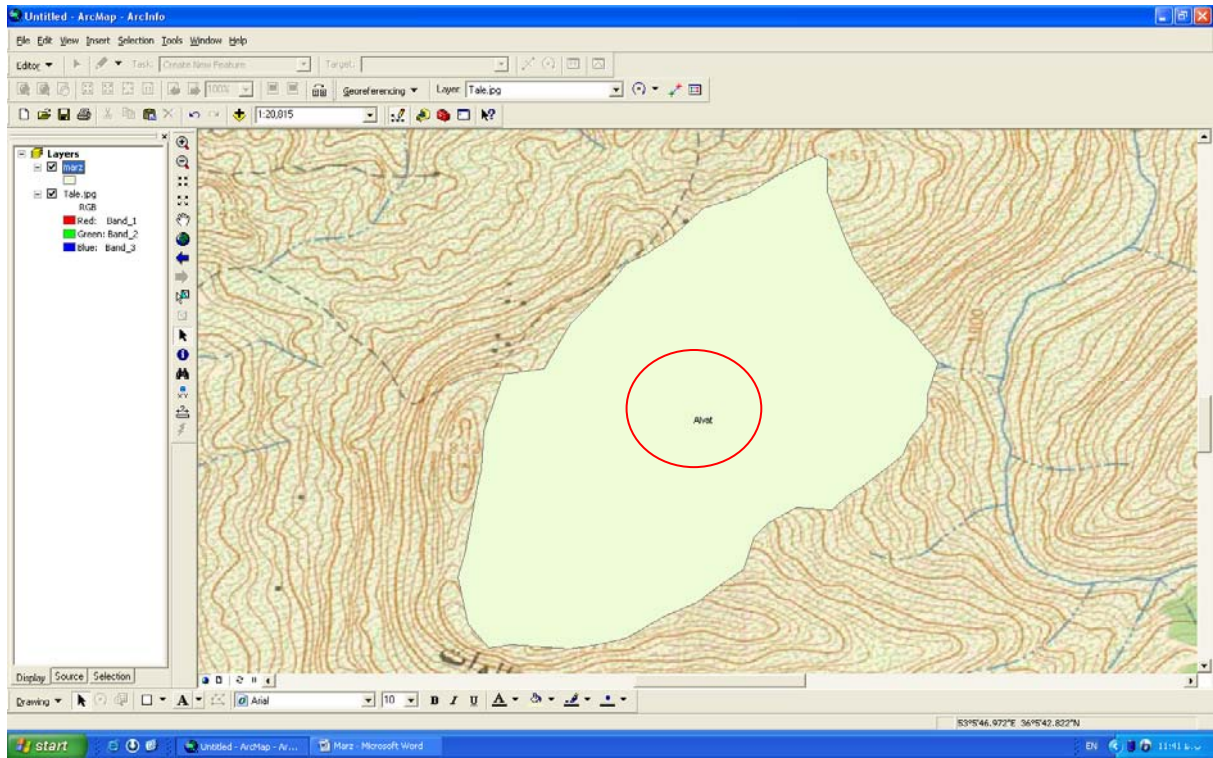 Untitled - ArcMap - ArcInfo
File Edit View Insert Selection Tools Window Help
Editor Task: Create New Feature Target:
100% Georeferencing Layer: Tale.jpg
1:20,815
Layers
marz
Tale.jpg
RGB
Red: Band_1
Green: Band_2
Blue: Band_3
Alvat
Display Source Selection
Drawing A Arial 10 B I U A
53°5'46.972"E 36°5'42.822"N
start Untitled - ArcMap - Ar... Marz - Microsoft Word EN 11:41